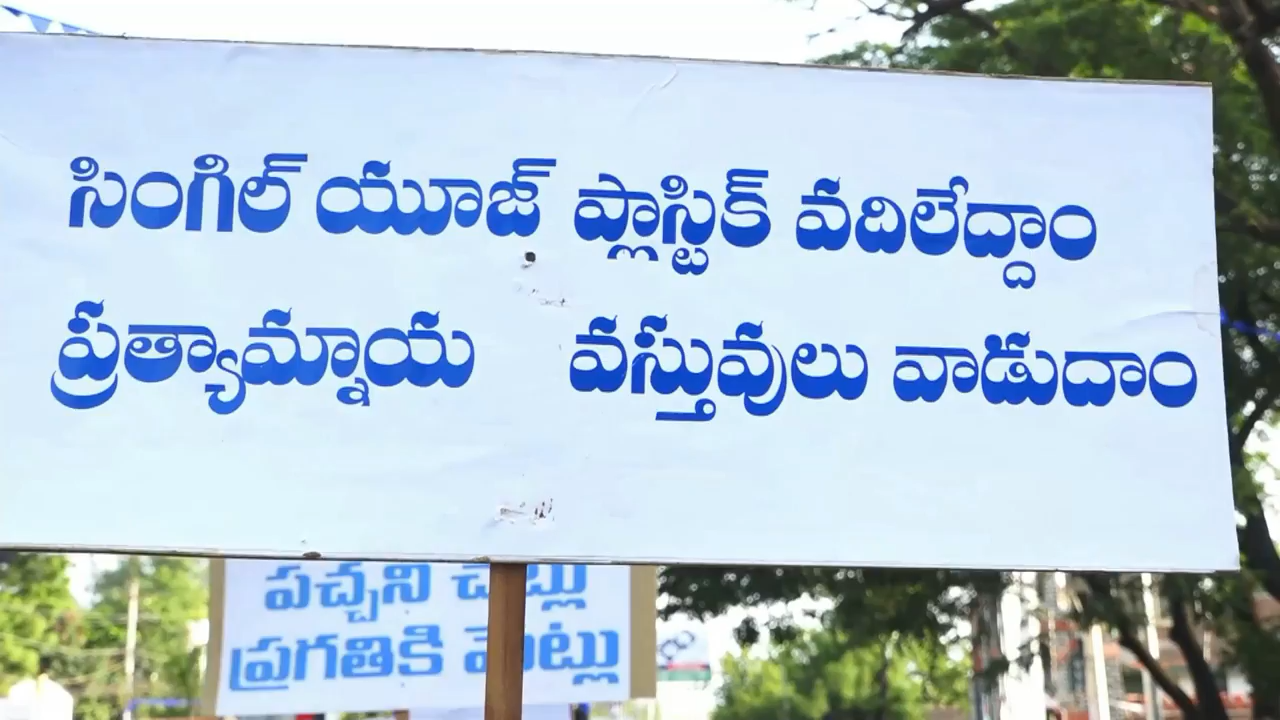 సింగిల్ యూజ్ ప్లాస్టిక్ వదిలేద్దాం
ప్రత్యామ్నాయ వస్తువులు వాడుదాం
పచ్చని
ప్రగతికి